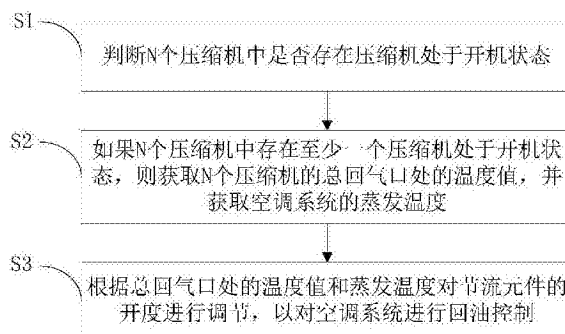 S1
判断N个压缩机中是否存在压缩机处于开机状态
S2
如果N个压缩机中存在至少一个压缩机处于开机状
态，则获取N个压缩机的总回气口处的温度值，并
获取空调系统的蒸发温度
S3
根据总回气口处的温度值和蒸发温度对节流元件的
开度进行调节，以对空调系统进行回油控制